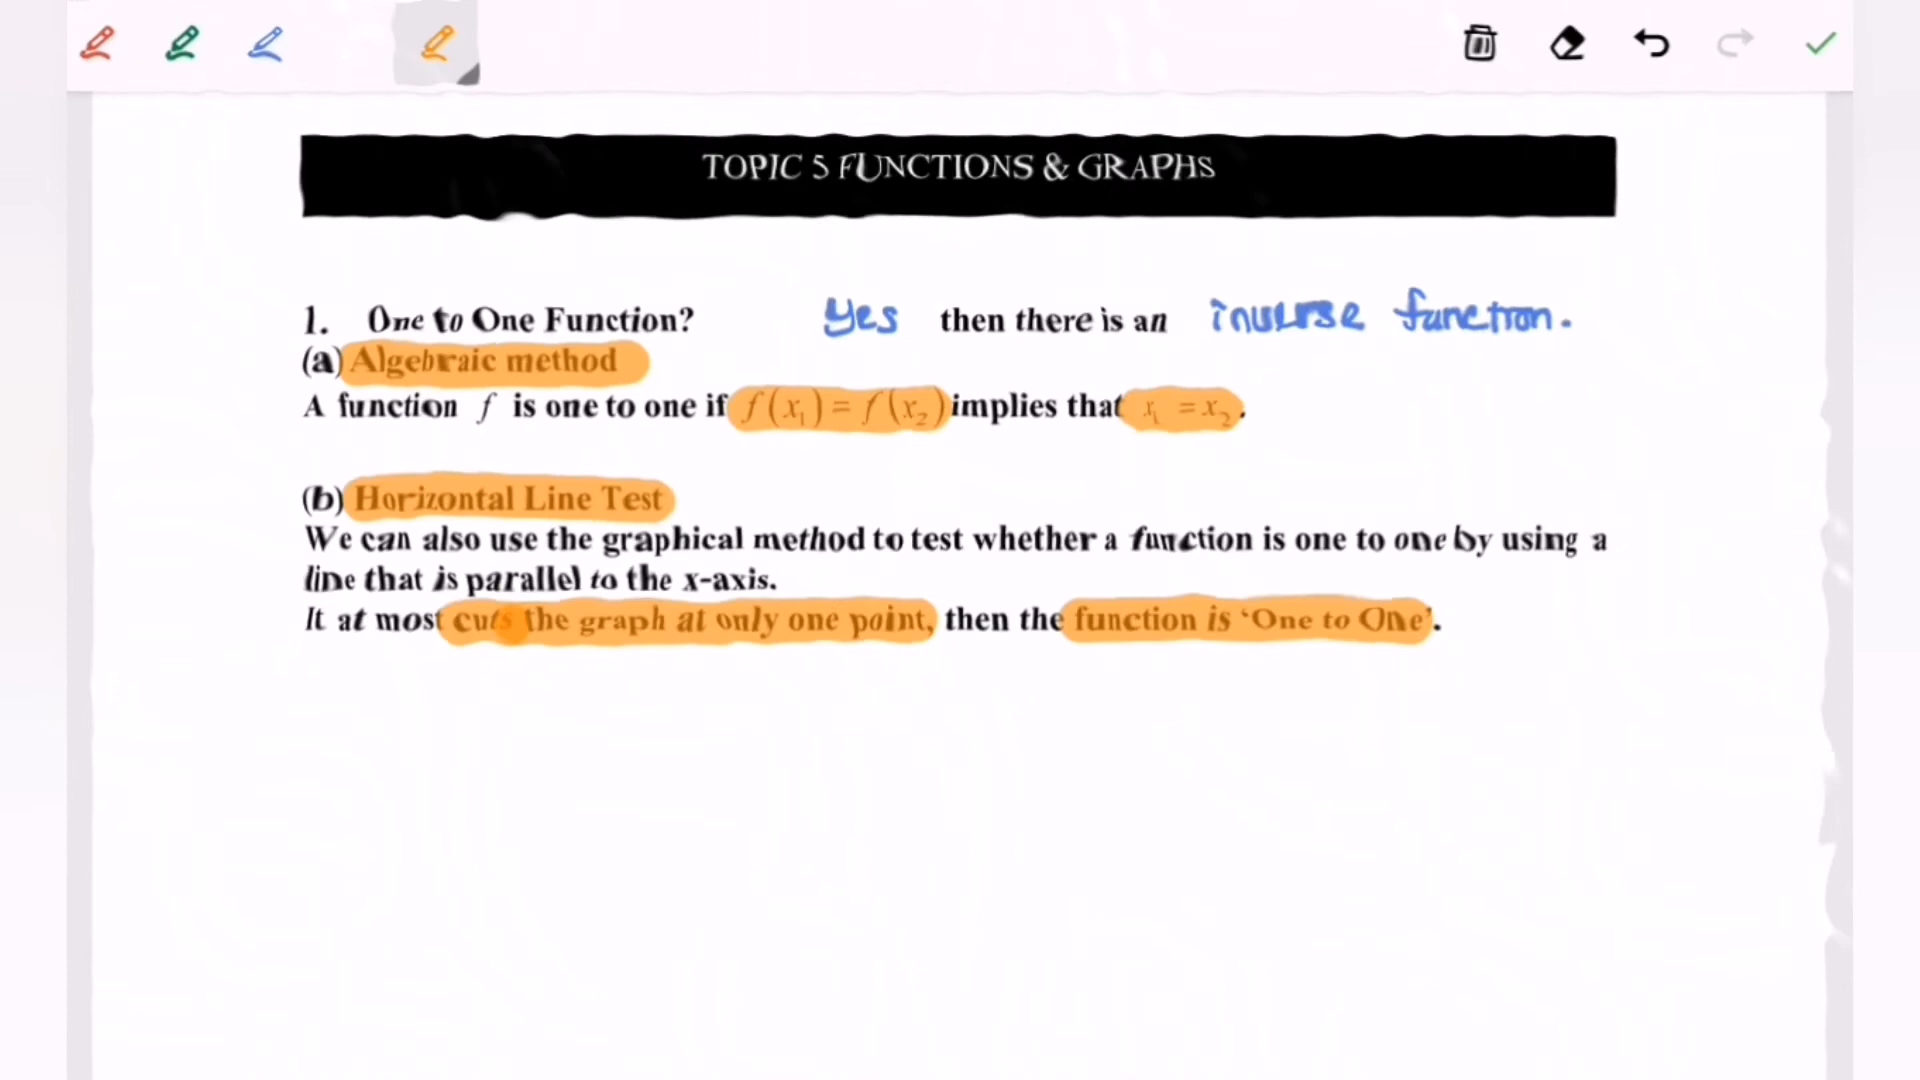 TOPIC 5 FUNCTIONS & GRAPHS
1. One to One Function? Yes then there is an inverse function.
(a) Algebraic method
A function f is one to one if f(x₁) = f(x₂) implies that x₁ = x₂.
(b) Horizontal Line Test
We can also use the graphical method to test whether a function is one to one by using a
line that is parallel to the x-axis.
It at most cuts the graph at only one point, then the function is ‘One to One’.